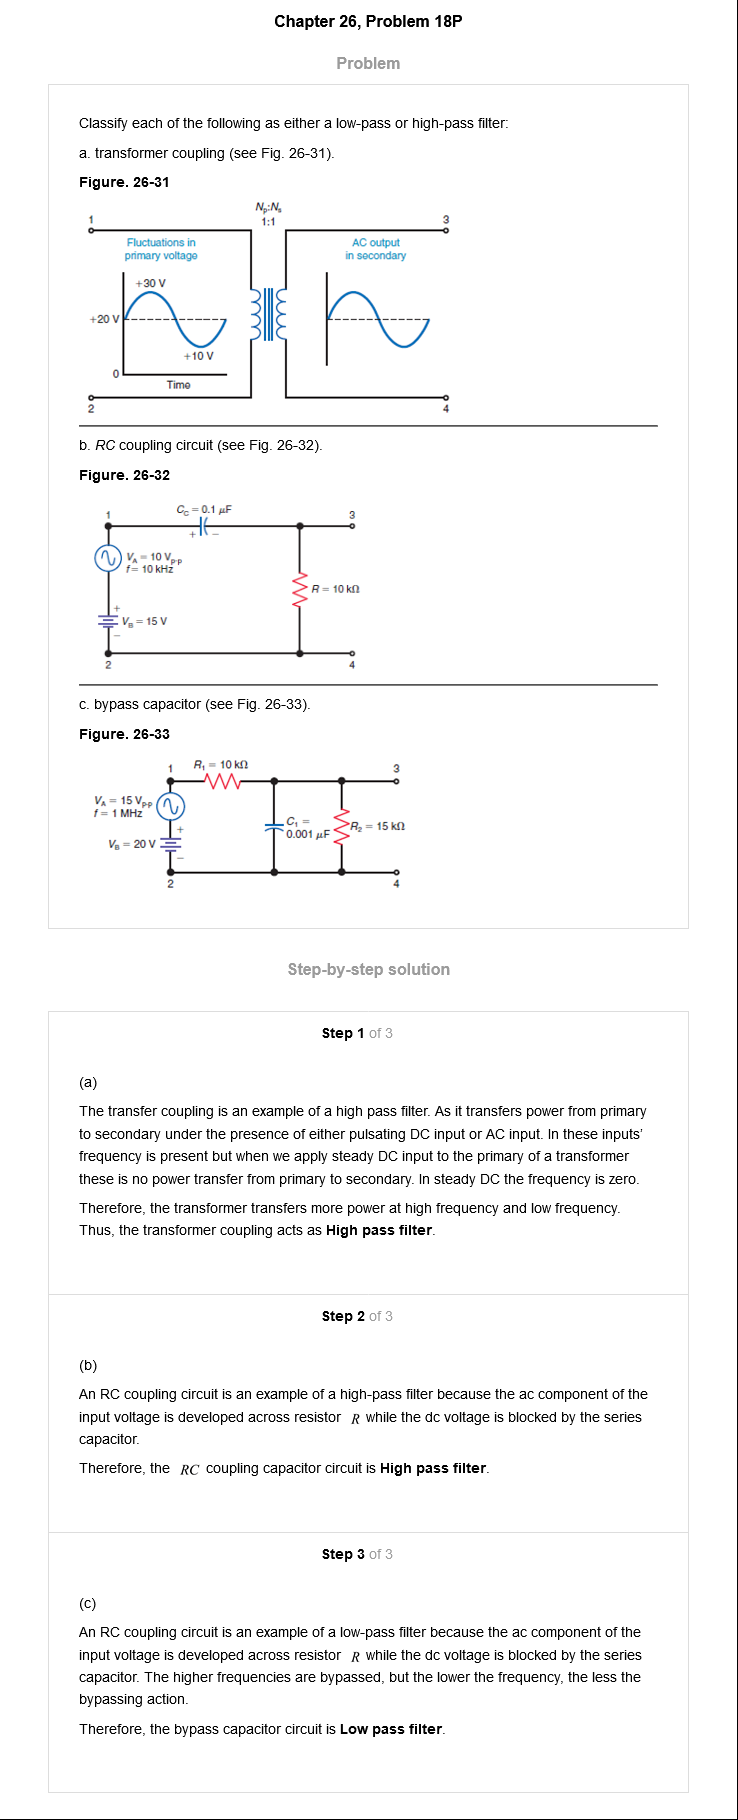 Chapter 26, Problem 18P
Problem
Classify each of the following as either a low-pass or high-pass filter:
a. transformer coupling (see Fig. 26-31).
Figure. 26-31
Np:Ns
1:1
1
3
Fluctuations in
primary voltage
AC output
in secondary
+30 V
+20 V
+10 V
0
Time
2
4
b. RC coupling circuit (see Fig. 26-32).
Figure. 26-32
CC = 0.1 μF
1
3
+ −
VA = 10 Vp-p
f = 10 kHz
R = 10 kΩ
+
VB = 15 V
−
2
4
c. bypass capacitor (see Fig. 26-33).
Figure. 26-33
1
R1 = 10 kΩ
3
VA = 15 Vp-p
f = 1 MHz
C1 =
0.001 μF
R2 = 15 kΩ
+
VB = 20 V
−
2
4
Step-by-step solution
Step 1 of 3
(a)
The transfer coupling is an example of a high pass filter. As it transfers power from primary
to secondary under the presence of either pulsating DC input or AC input. In these inputs'
frequency is present but when we apply steady DC input to the primary of a transformer
these is no power transfer from primary to secondary. In steady DC the frequency is zero.
Therefore, the transformer transfers more power at high frequency and low frequency.
Thus, the transformer coupling acts as High pass filter.
Step 2 of 3
(b)
An RC coupling circuit is an example of a high-pass filter because the ac component of the
input voltage is developed across resistor R while the dc voltage is blocked by the series
capacitor.
Therefore, the RC coupling capacitor circuit is High pass filter.
Step 3 of 3
(c)
An RC coupling circuit is an example of a low-pass filter because the ac component of the
input voltage is developed across resistor R while the dc voltage is blocked by the series
capacitor. The higher frequencies are bypassed, but the lower the frequency, the less the
bypassing action.
Therefore, the bypass capacitor circuit is Low pass filter.